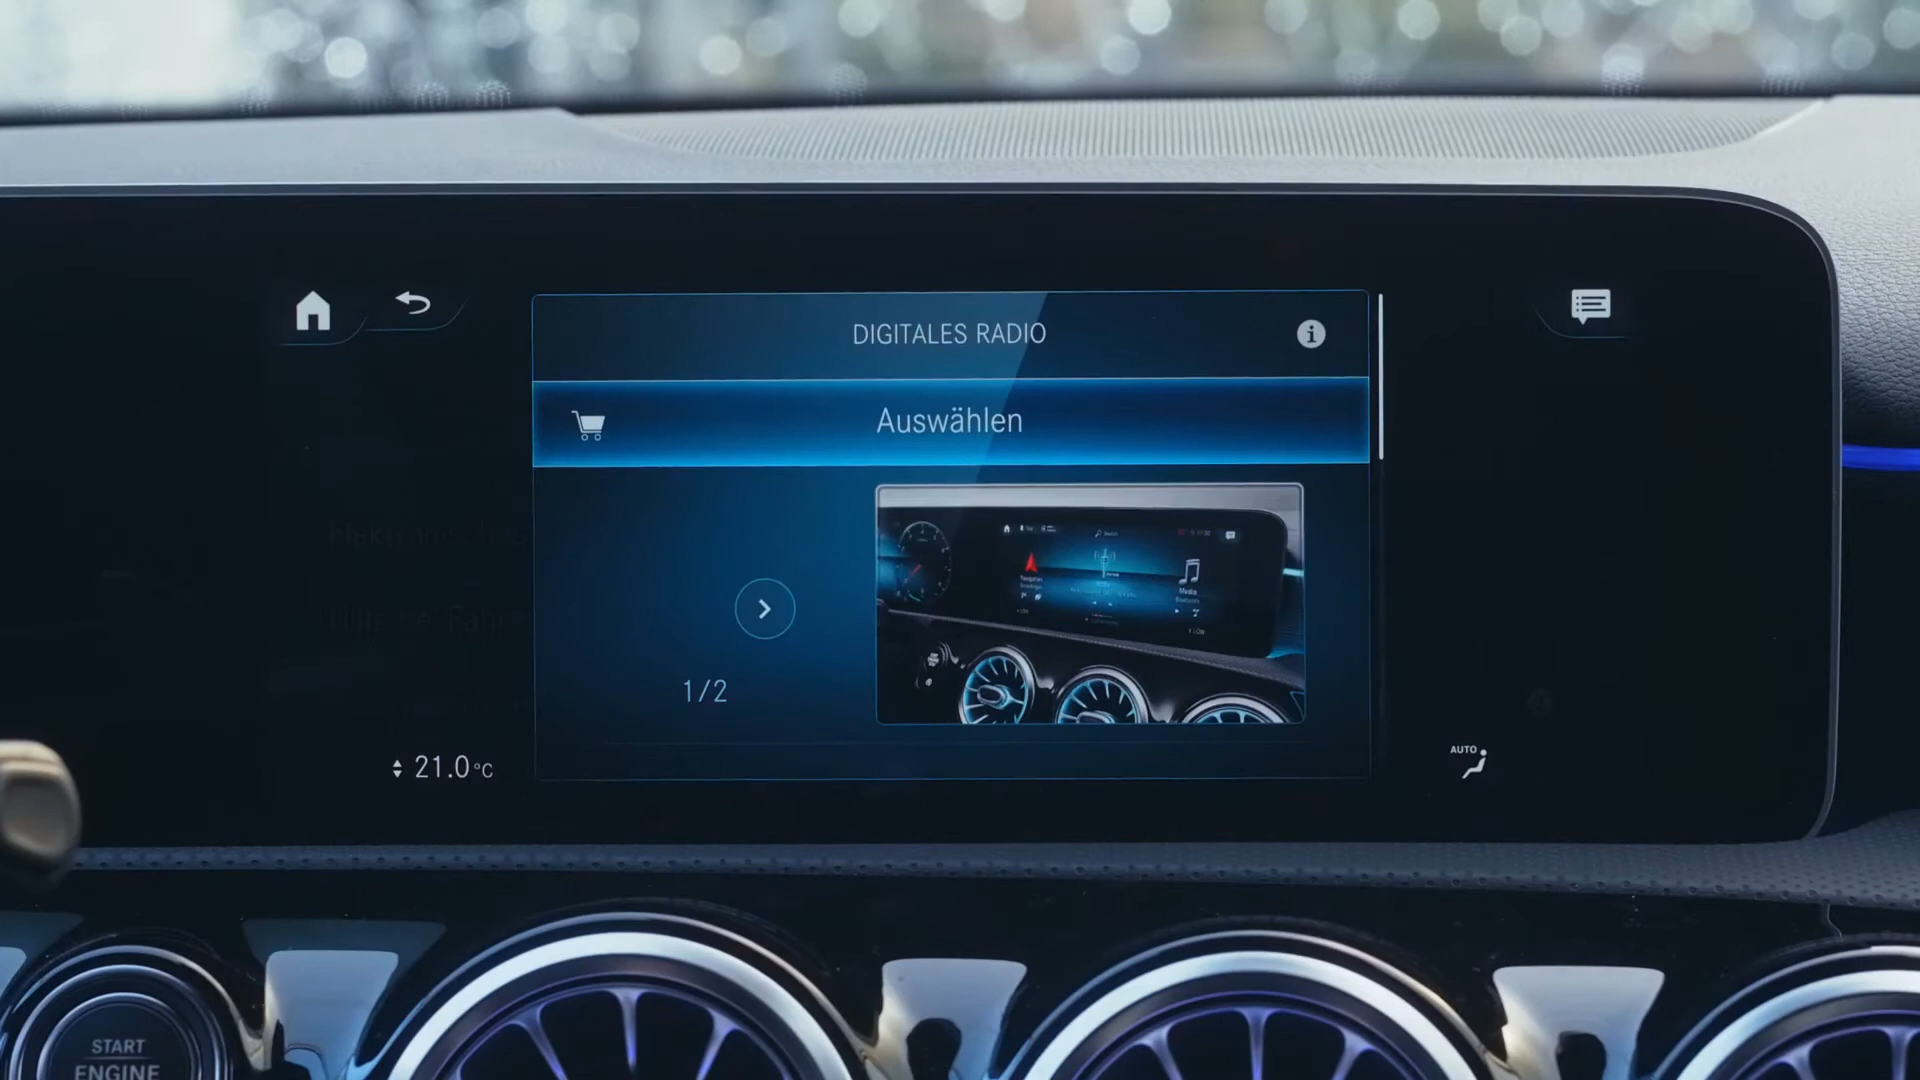 DIGITALES RADIO
Auswählen
1/2
21.0°C
AUTO
START
ENGINE